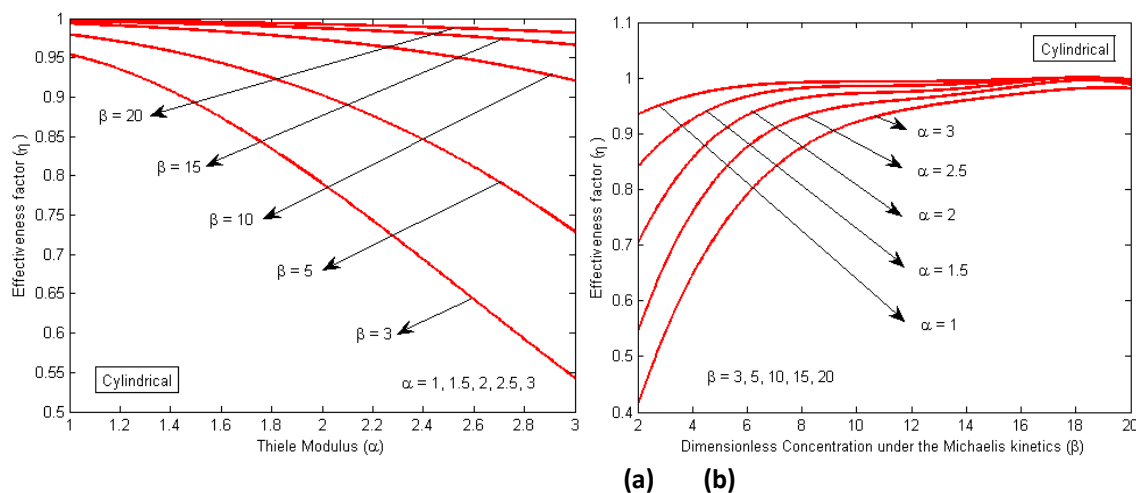 1
0.95
0.9
0.85
0.8
0.75
0.7
0.65
0.6
0.55
0.5
Effectiveness factor (η)
β = 20
β = 15
β = 10
β = 5
β = 3
Cylindrical
α = 1, 1.5, 2, 2.5, 3
1 1.2 1.4 1.6 1.8 2 2.2 2.4 2.6 2.8 3
Thiele Modulus (α)
1.1
1
0.9
0.8
0.7
0.6
0.5
0.4
Effectiveness factor (η)
Cylindrical
α = 3
α = 2.5
α = 2
α = 1.5
α = 1
β = 3, 5, 10, 15, 20
2 4 6 8 10 12 14 16 18 20
Dimensionless Concentration under the Michaelis kinetics (β)
(a) (b)